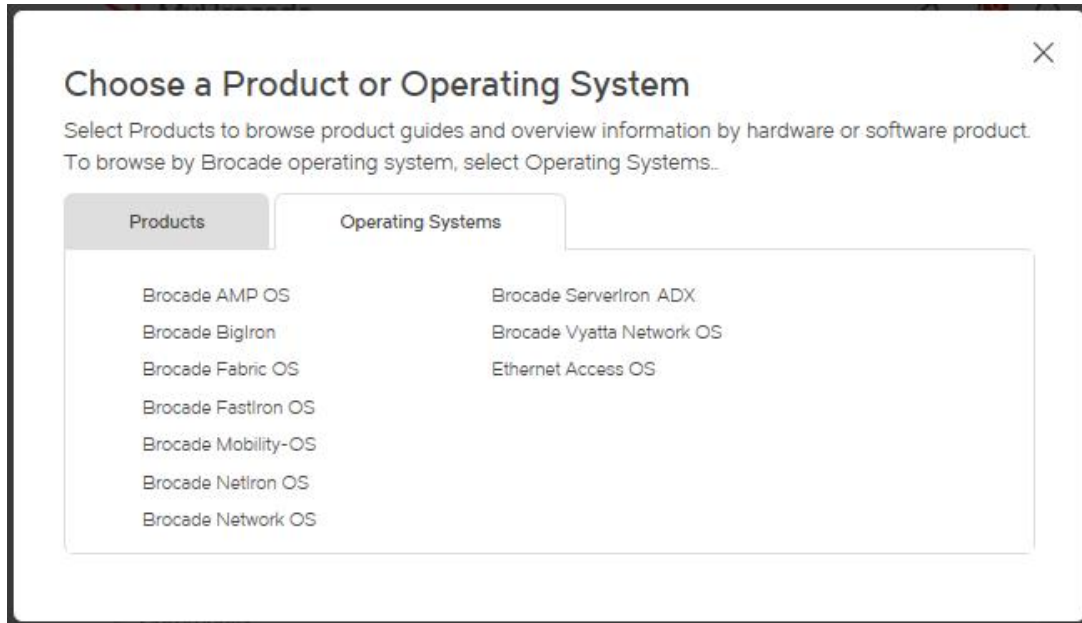 Choose a Product or Operating System
Select Products to browse product guides and overview information by hardware or software product.
To browse by Brocade operating system, select Operating Systems..
Products
Operating Systems
Brocade AMP OS
Brocade BigIron
Brocade Fabric OS
Brocade FastIron OS
Brocade Mobility-OS
Brocade NetIron OS
Brocade Network OS
Brocade ServerIron ADX
Brocade Vyatta Network OS
Ethernet Access OS